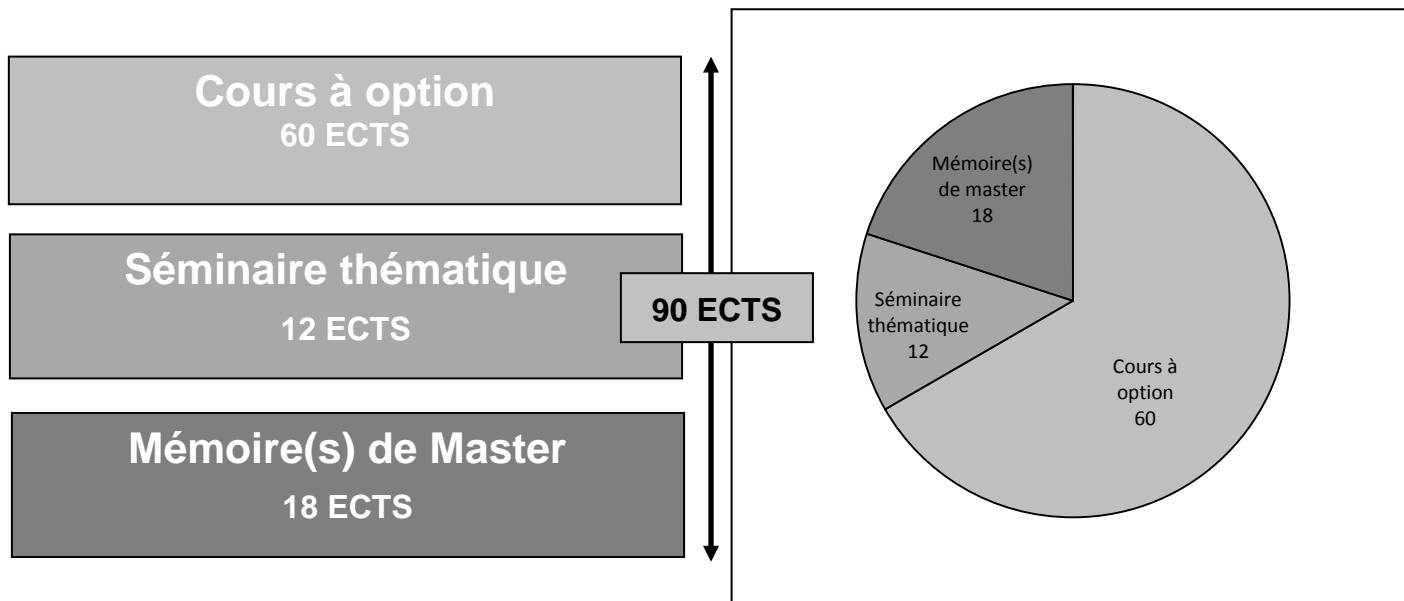 Cours à option
60 ECTS
Séminaire thématique
12 ECTS
90 ECTS
Mémoire(s) de Master
18 ECTS
Mémoire(s)
de master
18
Séminaire
thématique
12
Cours à
option
60